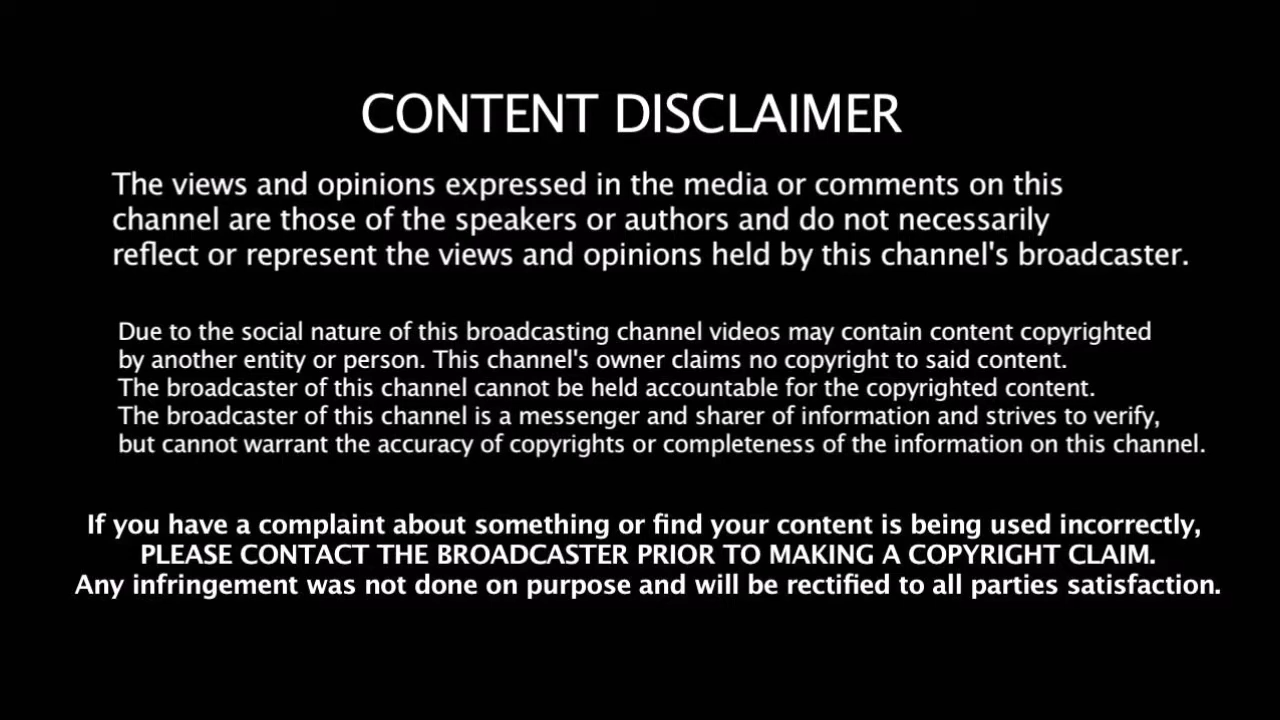 CONTENT DISCLAIMER
The views and opinions expressed in the media or comments on this
channel are those of the speakers or authors and do not necessarily
reflect or represent the views and opinions held by this channel's broadcaster.
Due to the social nature of this broadcasting channel videos may contain content copyrighted
by another entity or person. This channel's owner claims no copyright to said content.
The broadcaster of this channel cannot be held accountable for the copyrighted content.
The broadcaster of this channel is a messenger and sharer of information and strives to verify,
but cannot warrant the accuracy of copyrights or completeness of the information on this channel.
If you have a complaint about something or find your content is being used incorrectly,
PLEASE CONTACT THE BROADCASTER PRIOR TO MAKING A COPYRIGHT CLAIM.
Any infringement was not done on purpose and will be rectified to all parties satisfaction.